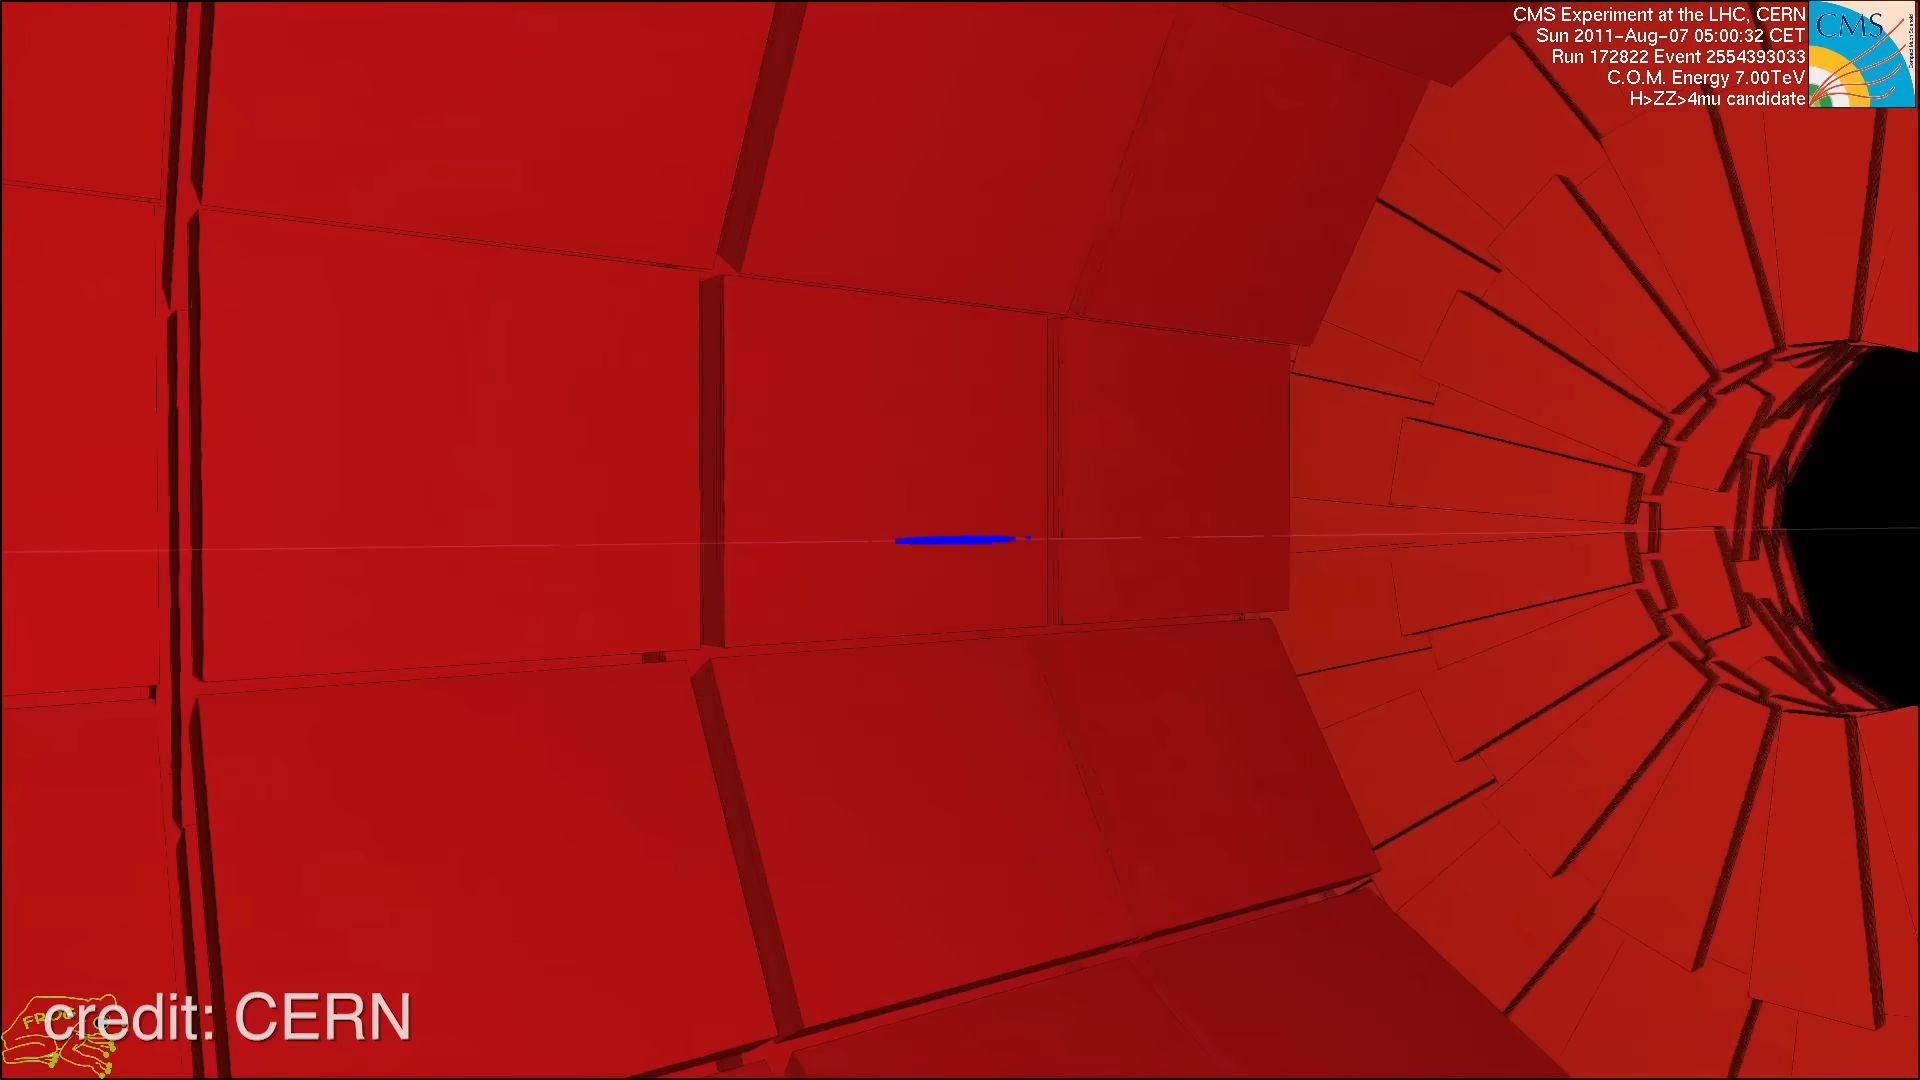 CMS Experiment at the LHC, CERN
Sun 2011-Aug-07 05:00:32 CET
Run 172822 Event 2554393033
C.O.M. Energy 7.00TeV
H>ZZ>4mu candidate
CMS
credit: CERN